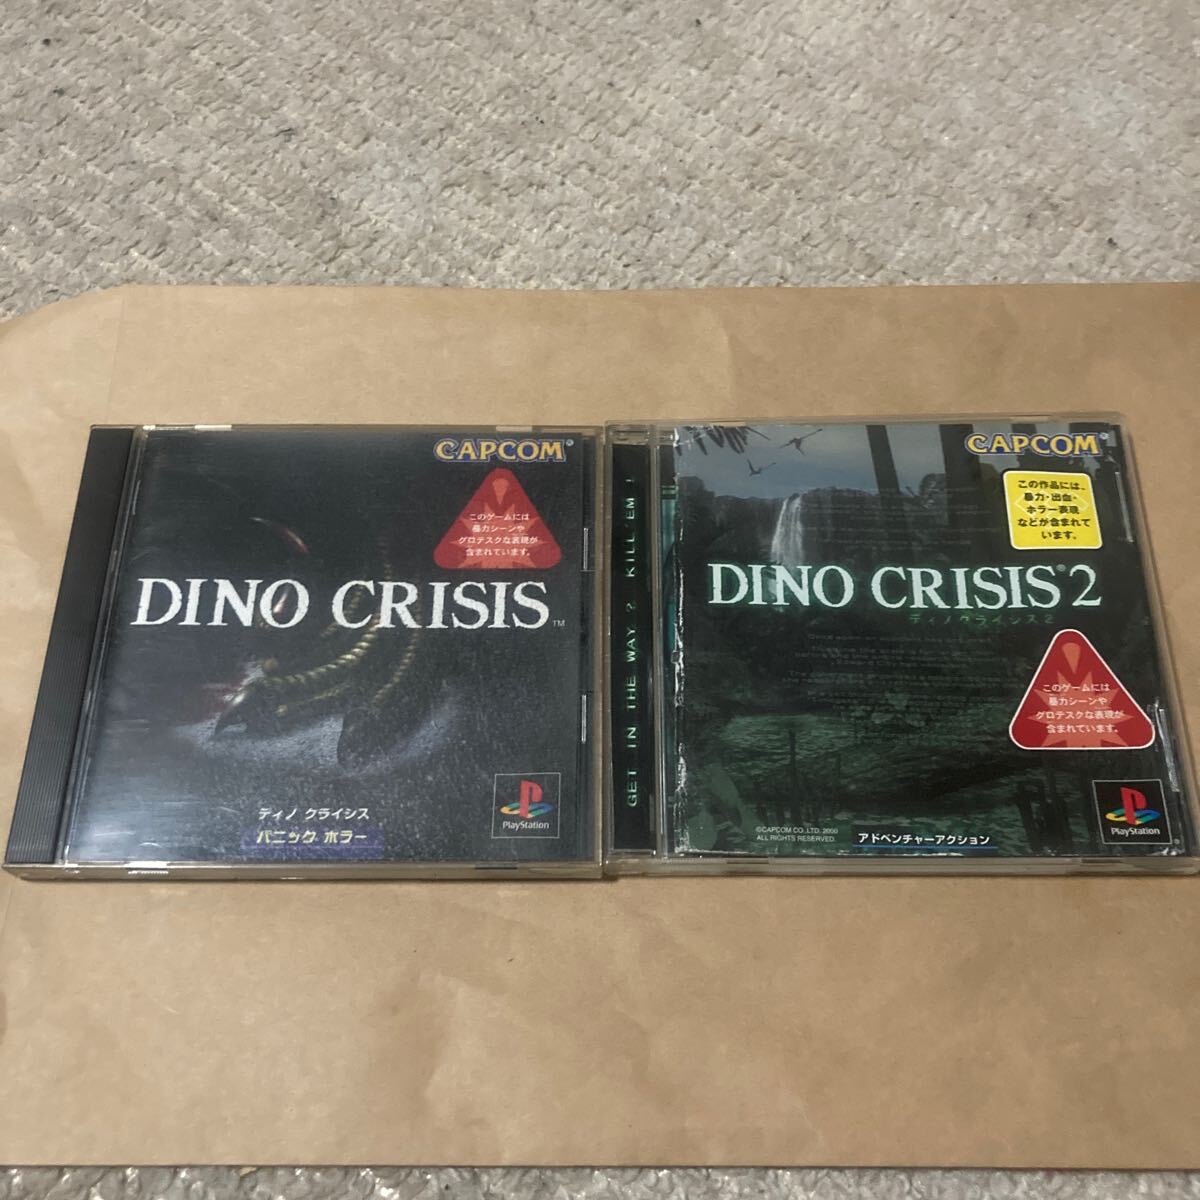 CAPCOM®
このゲームには
暴力シーンや
グロテスクな表現が
含まれています。
DINO CRISIS™
ディノ クライシス
パニック ホラー
PlayStation
GET IN THE WAY? KILL 'EM!
CAPCOM®
この作品には、
暴力・出血・
ホラー表現
などが含まれて
います。
DINO CRISIS® 2
ディノクライシス2
このゲームには
暴力シーンや
グロテスクな表現が
含まれています。
©CAPCOM CO., LTD. 2000
ALL RIGHTS RESERVED.
アドベンチャーアクション
PlayStation